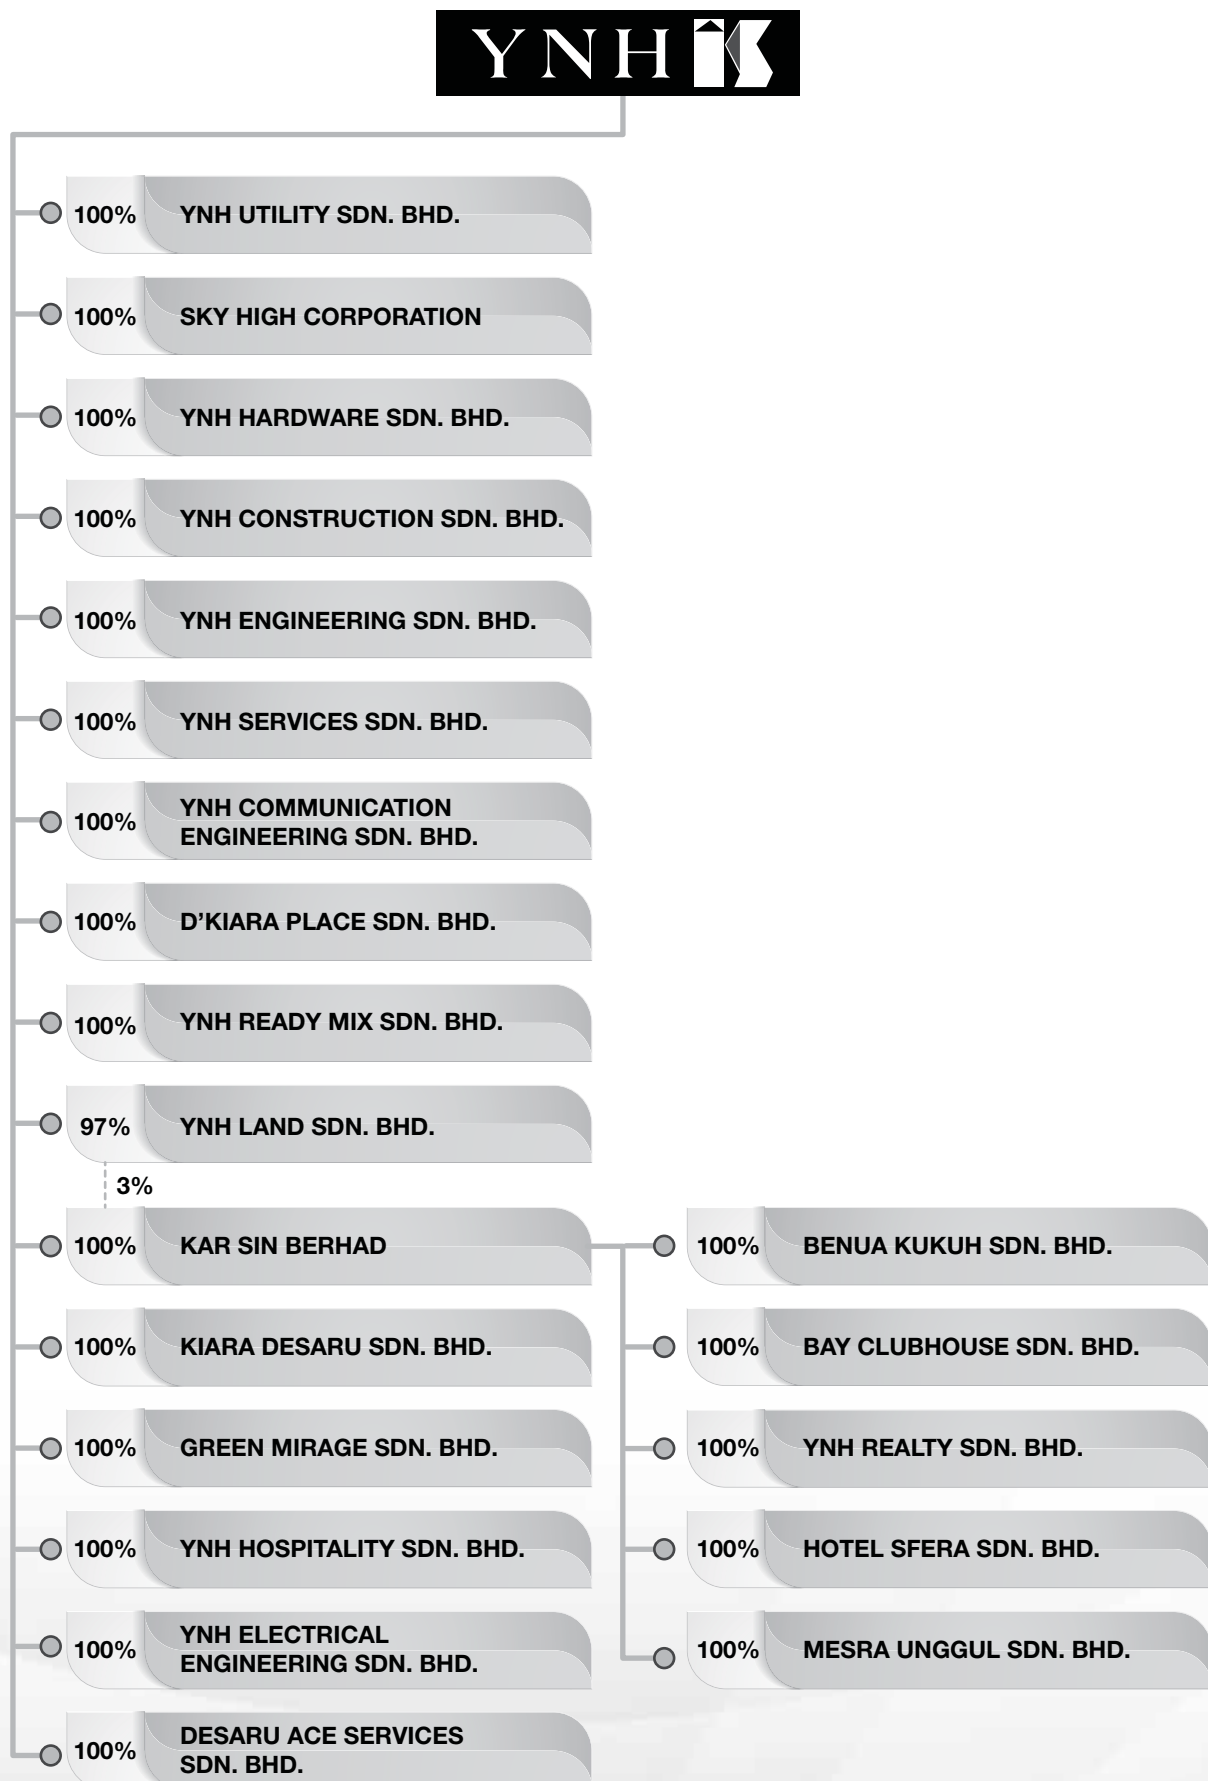 YNH
100% YNH UTILITY SDN. BHD.
100% SKY HIGH CORPORATION
100% YNH HARDWARE SDN. BHD.
100% YNH CONSTRUCTION SDN. BHD.
100% YNH ENGINEERING SDN. BHD.
100% YNH SERVICES SDN. BHD.
100% YNH COMMUNICATION
ENGINEERING SDN. BHD.
100% D’KIARA PLACE SDN. BHD.
100% YNH READY MIX SDN. BHD.
97% YNH LAND SDN. BHD.
3%
100% KAR SIN BERHAD
100% KIARA DESARU SDN. BHD.
100% GREEN MIRAGE SDN. BHD.
100% YNH HOSPITALITY SDN. BHD.
100% YNH ELECTRICAL
ENGINEERING SDN. BHD.
100% DESARU ACE SERVICES
SDN. BHD.
100% BENUA KUKUH SDN. BHD.
100% BAY CLUBHOUSE SDN. BHD.
100% YNH REALTY SDN. BHD.
100% HOTEL SFERA SDN. BHD.
100% MESRA UNGGUL SDN. BHD.